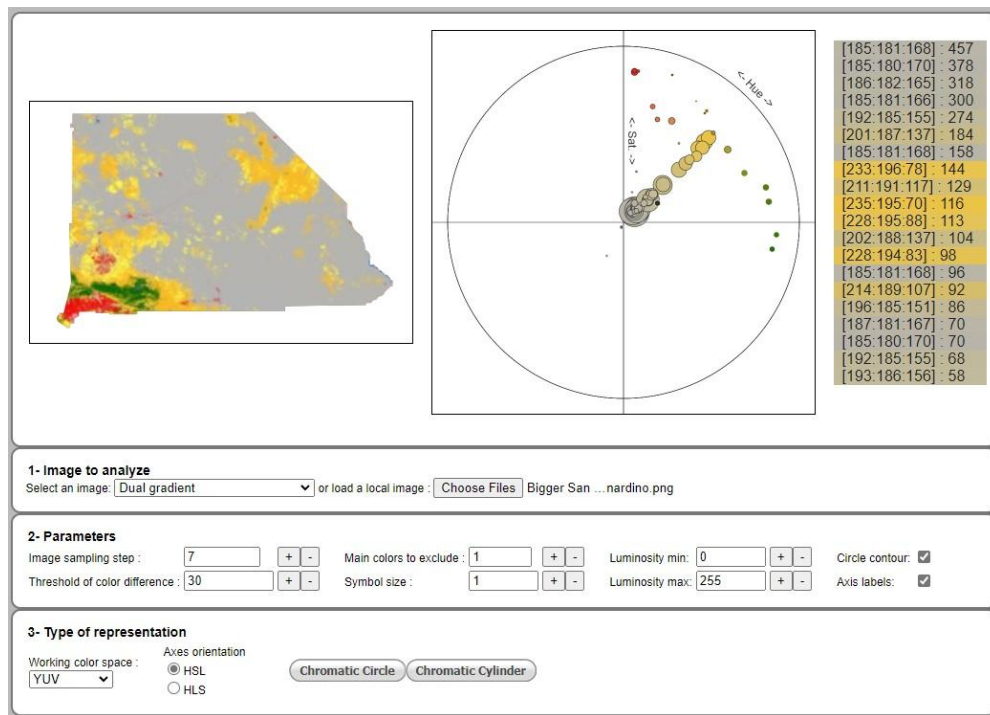 <- Hue ->
<- Sat. ->
[185:181:168] : 457
[185:180:170] : 378
[186:182:165] : 318
[185:181:166] : 300
[192:185:155] : 274
[201:187:137] : 184
[185:181:168] : 158
[233:196:78] : 144
[211:191:117] : 129
[235:195:70] : 116
[228:195:88] : 113
[202:188:137] : 104
[228:194:83] : 98
[185:181:168] : 96
[214:189:107] : 92
[196:185:151] : 86
[187:181:167] : 70
[185:180:170] : 70
[192:185:155] : 68
[193:186:156] : 58
1- Image to analyze
Select an image: Dual gradient or load a local image : Choose Files Bigger San ...nardino.png
2- Parameters
Image sampling step : 7 + - Main colors to exclude : 1 + - Luminosity min: 0 + - Circle contour:
Threshold of color difference : 30 + - Symbol size : 1 + - Luminosity max: 255 + - Axis labels:
3- Type of representation
Working color space : Axes orientation
YUV HSL Chromatic Circle Chromatic Cylinder
HLS